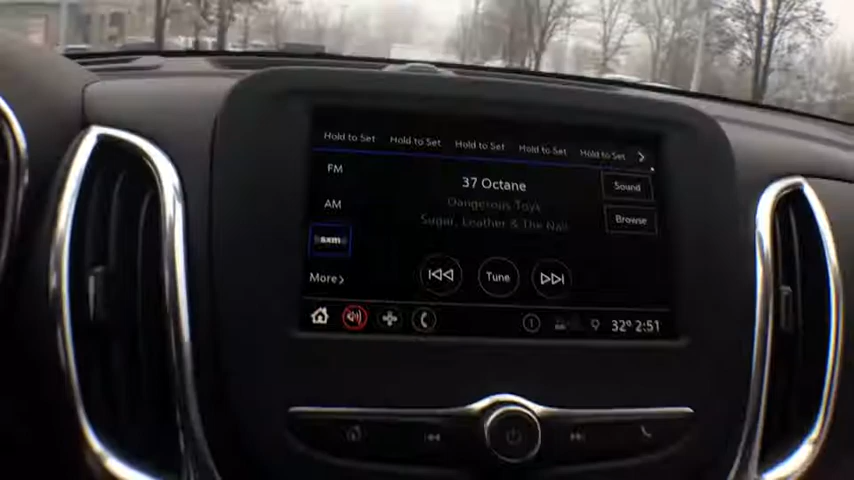 Hold to Set Hold to Set Hold to Set Hold to Set Hold to Set
FM
37 Octane
Sound
AM
Dangerous Toys
Sugar, Leather & The Nail
Browse
sxm
More
Tune
1
32° 2:51